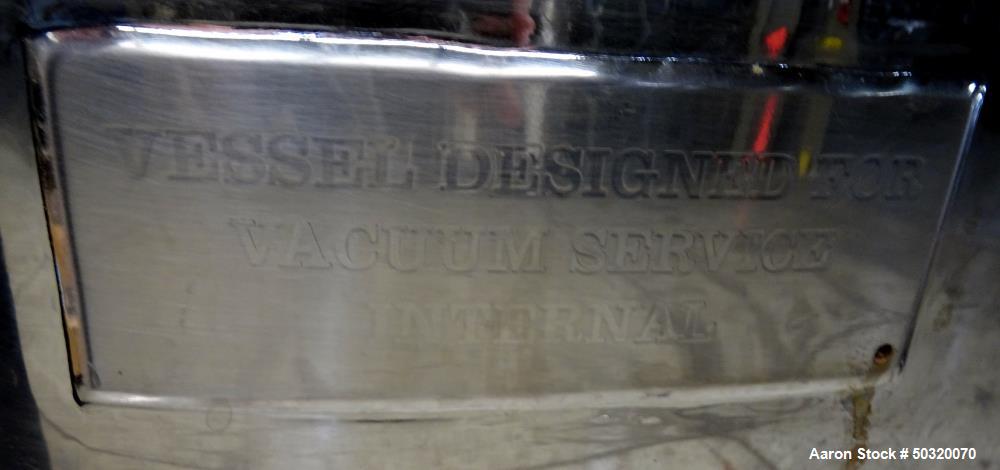 VESSEL DESIGNED FOR
VACUUM SERVICE
INTERNAL
Aaron Stock # 50320070